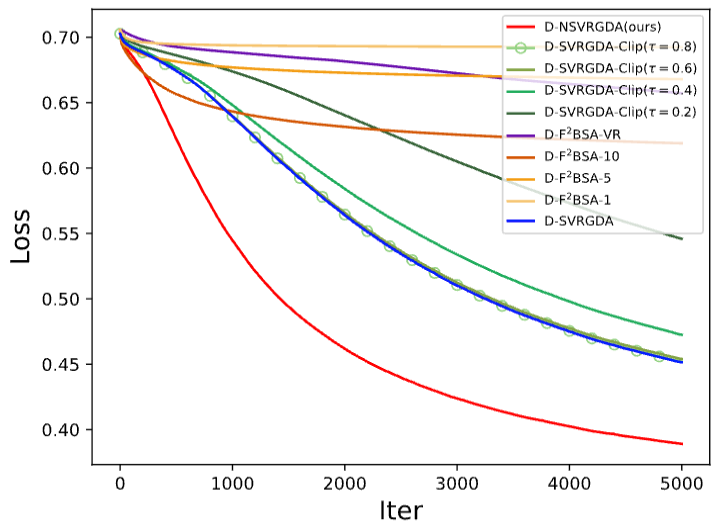 0.70
0.65
0.60
0.55
0.50
0.45
0.40
Loss
0
1000
2000
3000
4000
5000
Iter
D-NSVRGDA(ours)
D-SVRGDA-Clip(τ = 0.8)
D-SVRGDA-Clip(τ = 0.6)
D-SVRGDA-Clip(τ = 0.4)
D-SVRGDA-Clip(τ = 0.2)
D-F²BSA-VR
D-F²BSA-10
D-F²BSA-5
D-F²BSA-1
D-SVRGDA